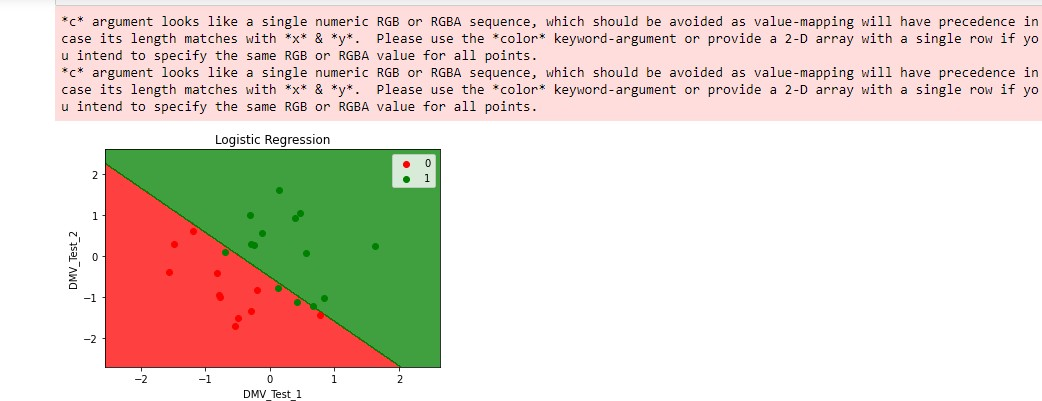 *c* argument looks like a single numeric RGB or RGBA sequence, which should be avoided as value-mapping will have precedence in
case its length matches with *x* & *y*.  Please use the *color* keyword-argument or provide a 2-D array with a single row if yo
u intend to specify the same RGB or RGBA value for all points.
*c* argument looks like a single numeric RGB or RGBA sequence, which should be avoided as value-mapping will have precedence in
case its length matches with *x* & *y*.  Please use the *color* keyword-argument or provide a 2-D array with a single row if yo
u intend to specify the same RGB or RGBA value for all points.
Logistic Regression
0
1
2
1
0
−1
−2
DMV_Test_2
−2 −1 0 1 2
DMV_Test_1